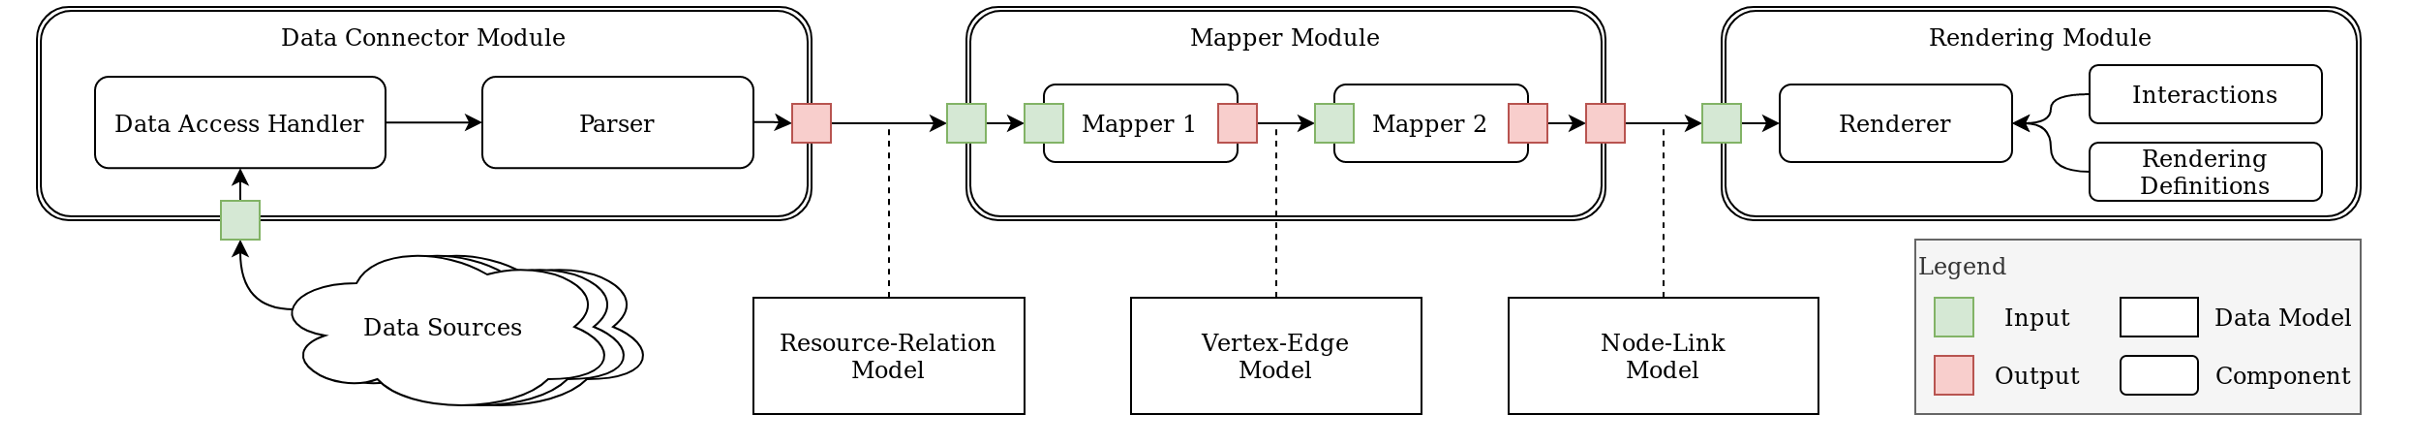 Data Connector Module
Data Access Handler
Parser
Data Sources
Mapper Module
Mapper 1
Mapper 2
Rendering Module
Renderer
Interactions
Rendering
Definitions
Resource-Relation
Model
Vertex-Edge
Model
Node-Link
Model
Legend
Input
Data Model
Output
Component